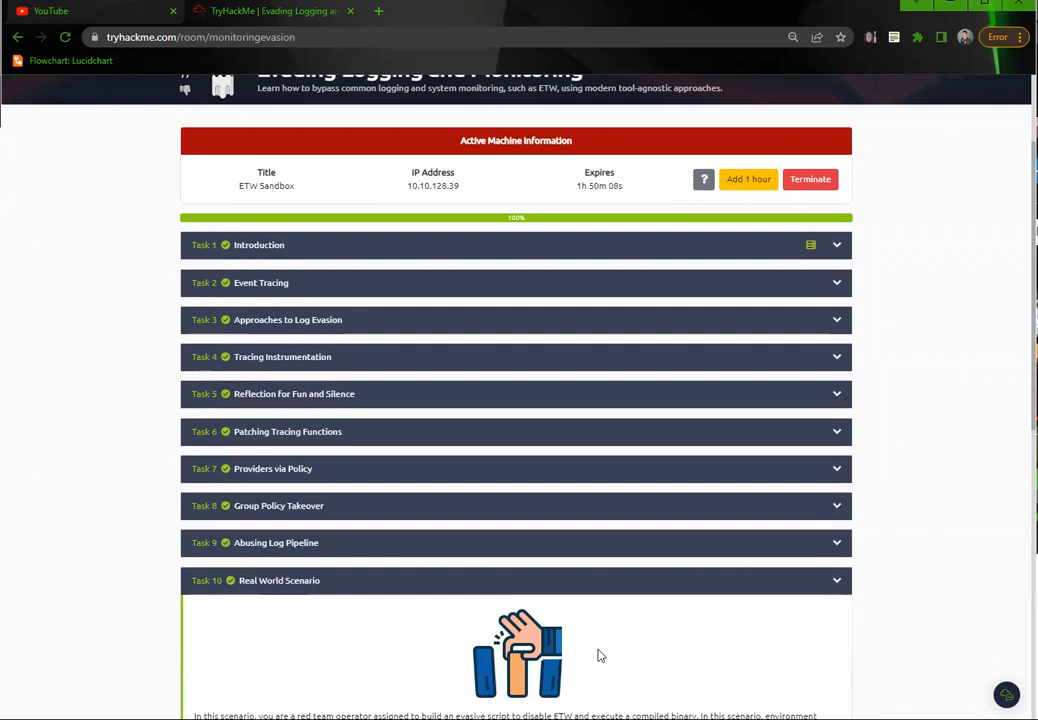 YouTube
TryHackMe | Evading Logging an
tryhackme.com/room/monitoringevasion
Error
Flowchart: Lucidchart
Evading Logging and Monitoring
Learn how to bypass common logging and system monitoring, such as ETW, using modern tool-agnostic approaches.
Active Machine Information
Title
IP Address
Expires
ETW Sandbox
10.10.128.39
1h 50m 08s
?
Add 1 hour
Terminate
100%
Task 1 Introduction
Task 2 Event Tracing
Task 3 Approaches to Log Evasion
Task 4 Tracing Instrumentation
Task 5 Reflection for Fun and Silence
Task 6 Patching Tracing Functions
Task 7 Providers via Policy
Task 8 Group Policy Takeover
Task 9 Abusing Log Pipeline
Task 10 Real World Scenario
In this scenario, you are a red team operator assigned to build an evasive script to disable ETW and execute a compiled binary. In this scenario, environment